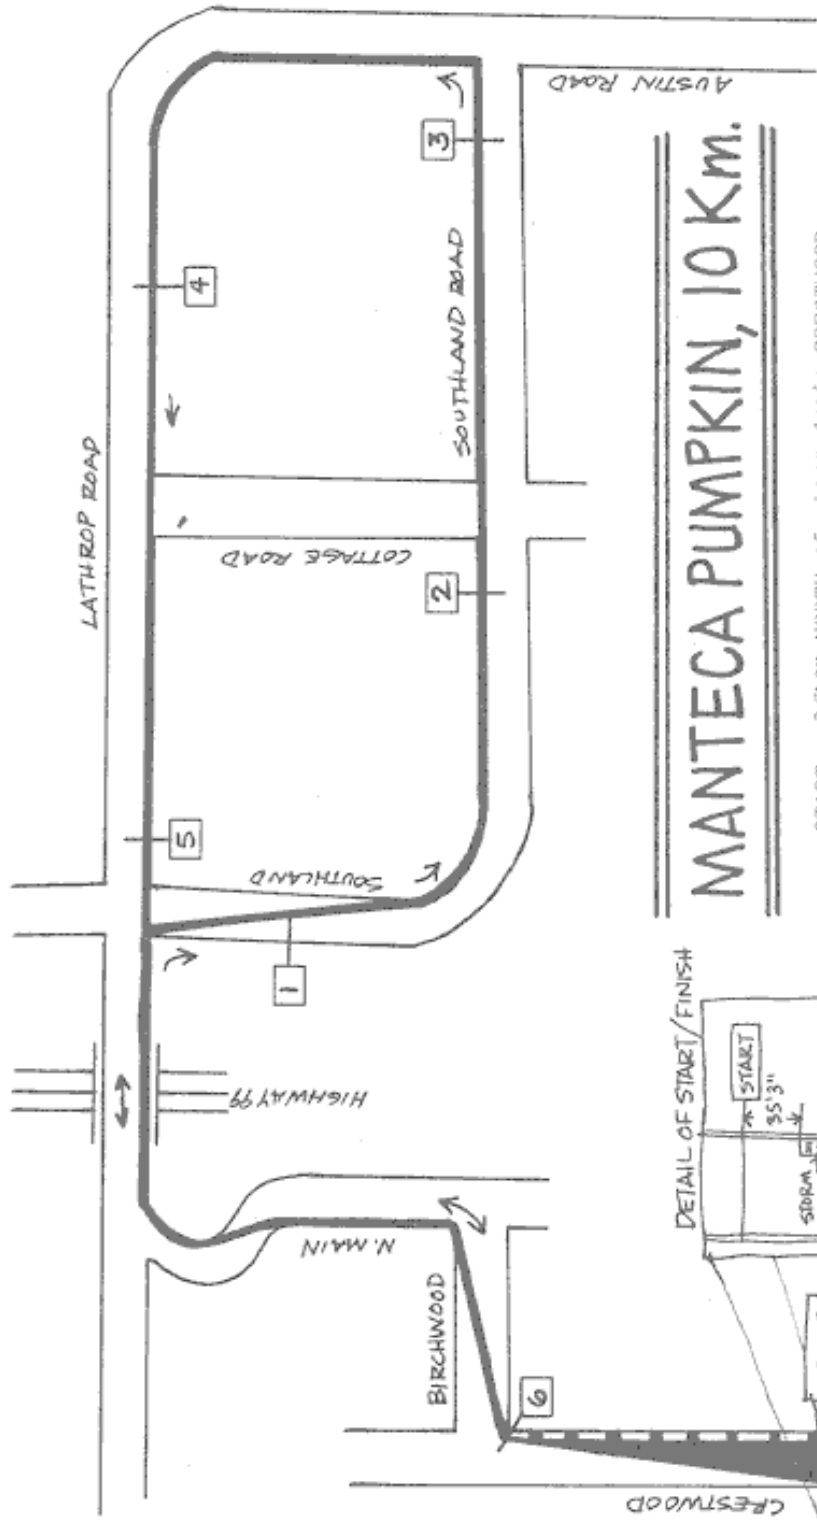 LATHROP ROAD
AUSTIN ROAD
3
4
SOUTHLAND ROAD
COTTAGE ROAD
2
5
SOUTHLAND
1
HIGHWAY 99
N. MAIN
BIRCHWOOD
6
CRESTWOOD
MANTECA PUMPKIN, 10 Km.
DETAIL OF START/FINISH
START
35'3"
STORM